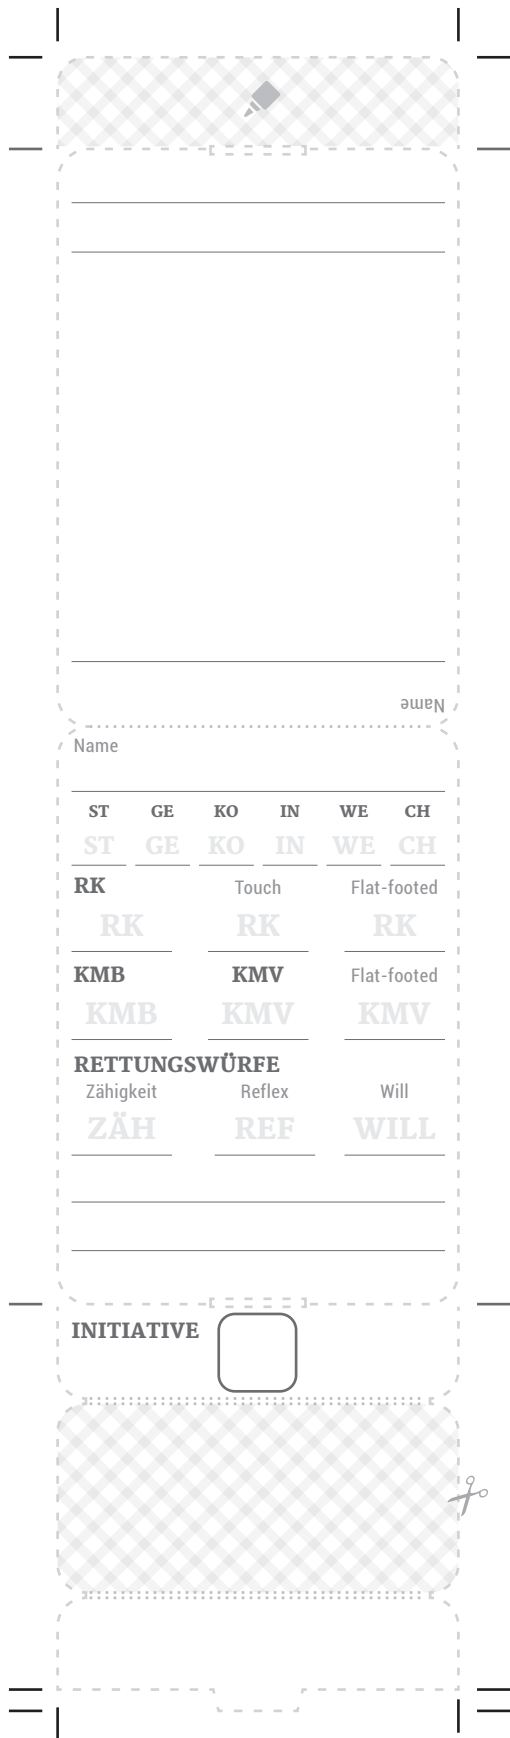 Name
Name
ST GE KO IN WE CH
ST GE KO IN WE CH
RK Touch Flat-footed
RK RK RK
KMB KMV Flat-footed
KMB KMV KMV
RETTUNGSWÜRFE
Zähigkeit Reflex Will
ZÄH REF WILL
INITIATIVE